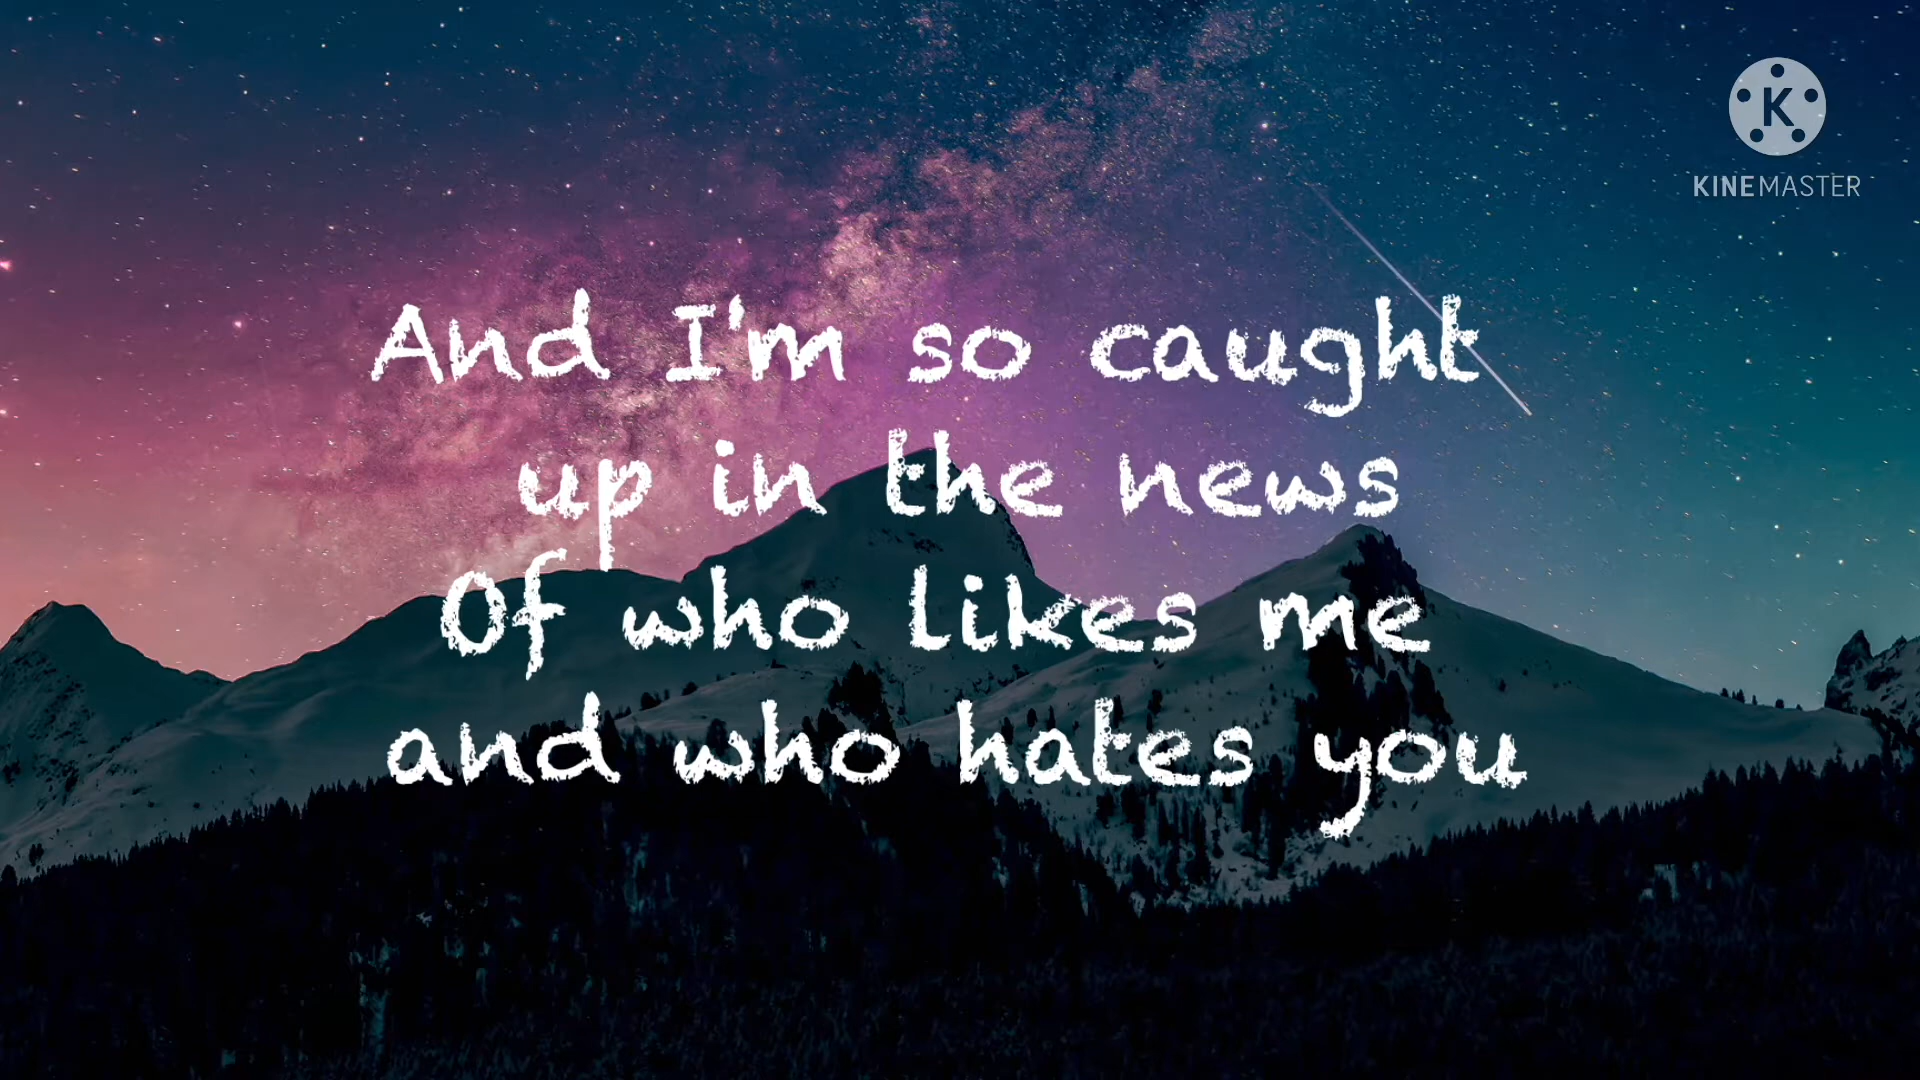 KINEMASTER
And I'm so caught
up in the news
Of who likes me
and who hates you